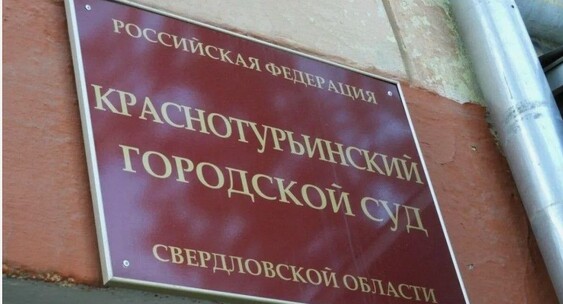 РОССИЙСКАЯ ФЕДЕРАЦИЯ
КРАСНОТУРЬИНСКИЙ
ГОРОДСКОЙ СУД
СВЕРДЛОВСКОЙ ОБЛАСТИ